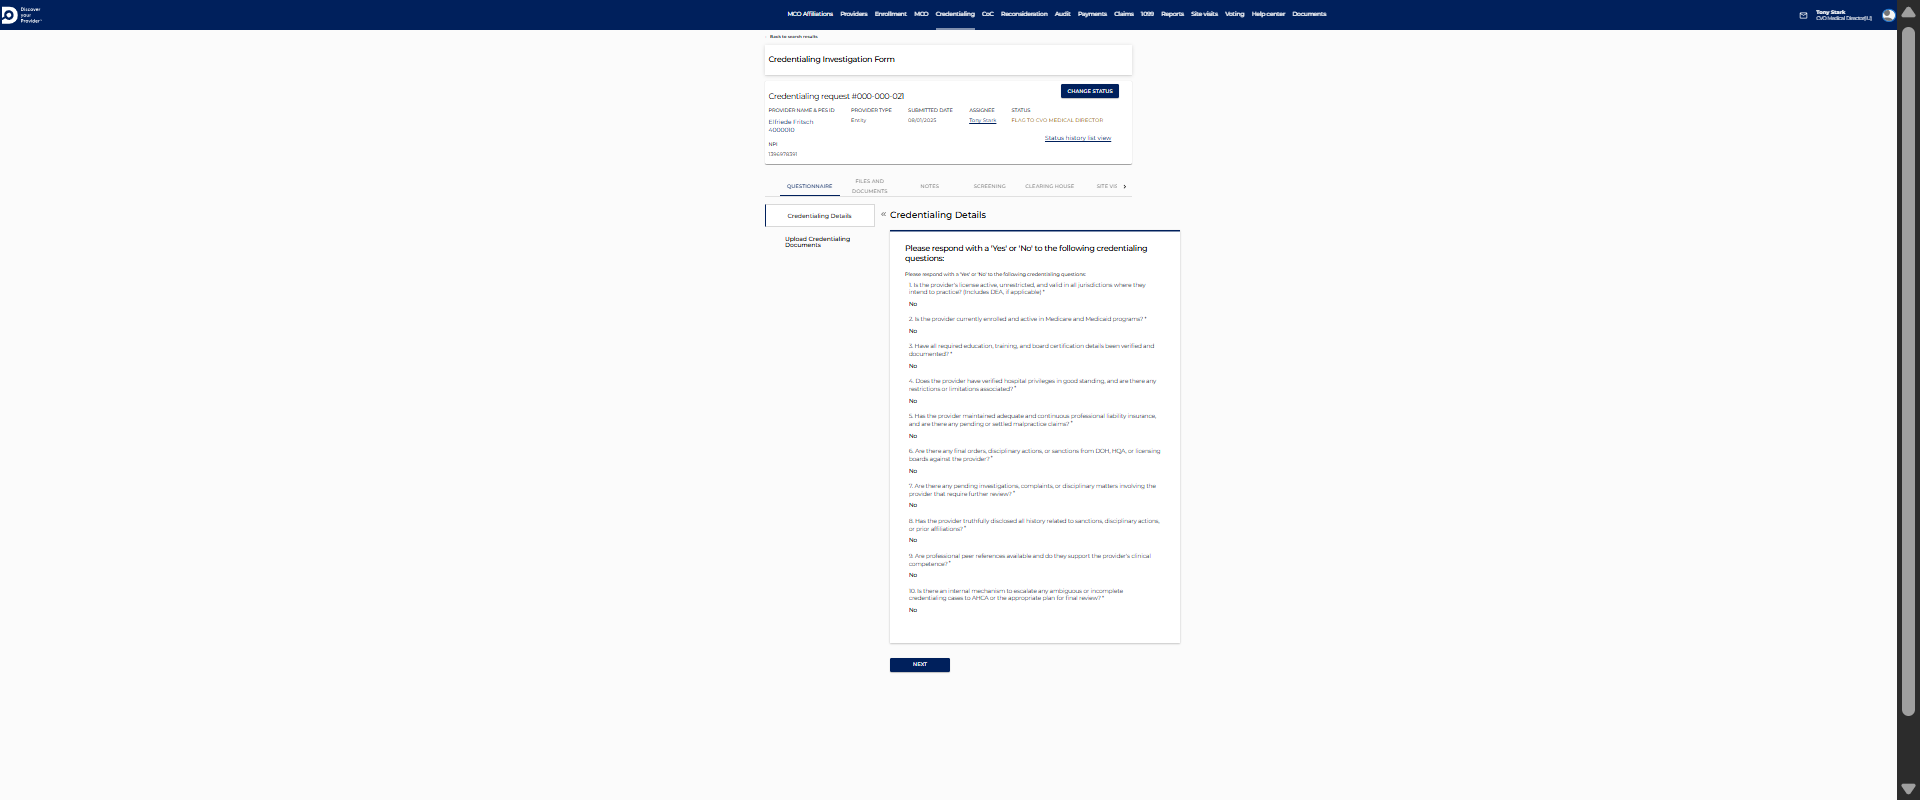 Discover
your
Provider
MCO Affiliations Providers Enrollment MCO Credentialing CoC Reconsideration Audit Payments Claims 1099 Reports Site visits Voting Help center Documents
Tony Stark
CVO Medical Director(IU)
Back to search results
Credentialing Investigation Form
Credentialing request #000-000-021
CHANGE STATUS
PROVIDER NAME & PES ID PROVIDER TYPE SUBMITTED DATE ASSIGNEE STATUS
Elfriede Fritsch Entity 08/01/2025 Tony Stark FLAG TO CVO MEDICAL DIRECTOR
4000010
Status history list view
NPI
1396978391
QUESTIONNAIRE FILES AND DOCUMENTS NOTES SCREENING CLEARING HOUSE SITE VIS
Credentialing Details
Upload Credentialing
Documents
« Credentialing Details
Please respond with a 'Yes' or 'No' to the following credentialing
questions:
Please respond with a 'Yes' or 'No' to the following credentialing questions:
1. Is the provider's license active, unrestricted, and valid in all jurisdictions where they
intend to practice? (Includes DEA, if applicable) *
No
2. Is the provider currently enrolled and active in Medicare and Medicaid programs? *
No
3. Have all required education, training, and board certification details been verified and
documented? *
No
4. Does the provider have verified hospital privileges in good standing, and are there any
restrictions or limitations associated? *
No
5. Has the provider maintained adequate and continuous professional liability insurance,
and are there any pending or settled malpractice claims? *
No
6. Are there any final orders, disciplinary actions, or sanctions from DOH, HQA, or licensing
boards against the provider? *
No
7. Are there any pending investigations, complaints, or disciplinary matters involving the
provider that require further review? *
No
8. Has the provider truthfully disclosed all history related to sanctions, disciplinary actions,
or prior affiliations? *
No
9. Are professional peer references available and do they support the provider's clinical
competence? *
No
10. Is there an internal mechanism to escalate any ambiguous or incomplete
credentialing cases to AHCA or the appropriate plan for final review? *
No
NEXT